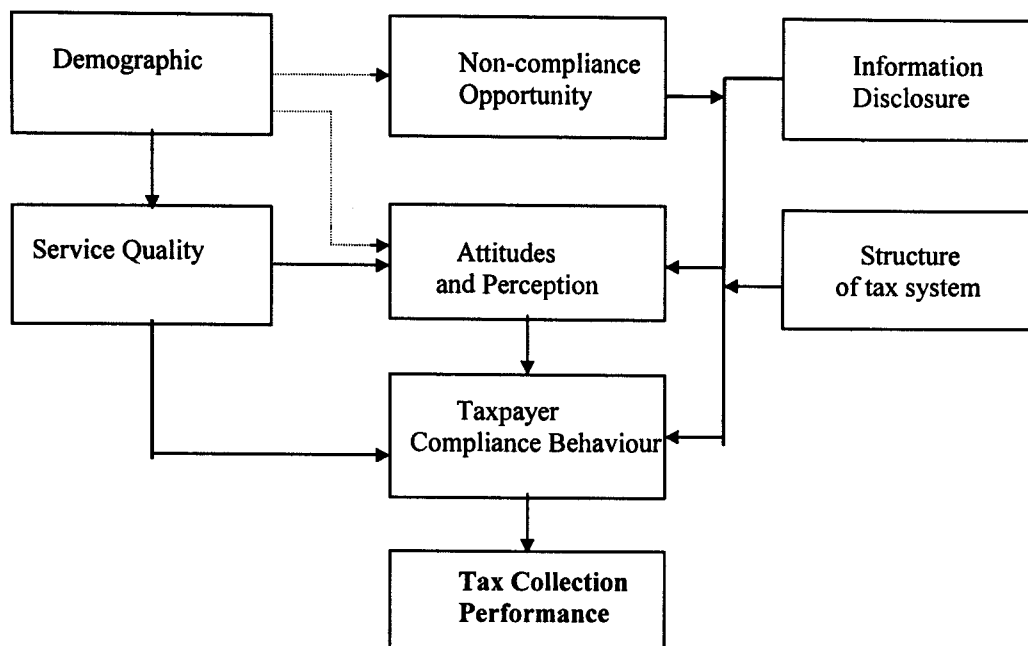 Demographic
Non-compliance
Opportunity
Information
Disclosure
Service Quality
Attitudes
and Perception
Structure
of tax system
Taxpayer
Compliance Behaviour
Tax Collection
Performance